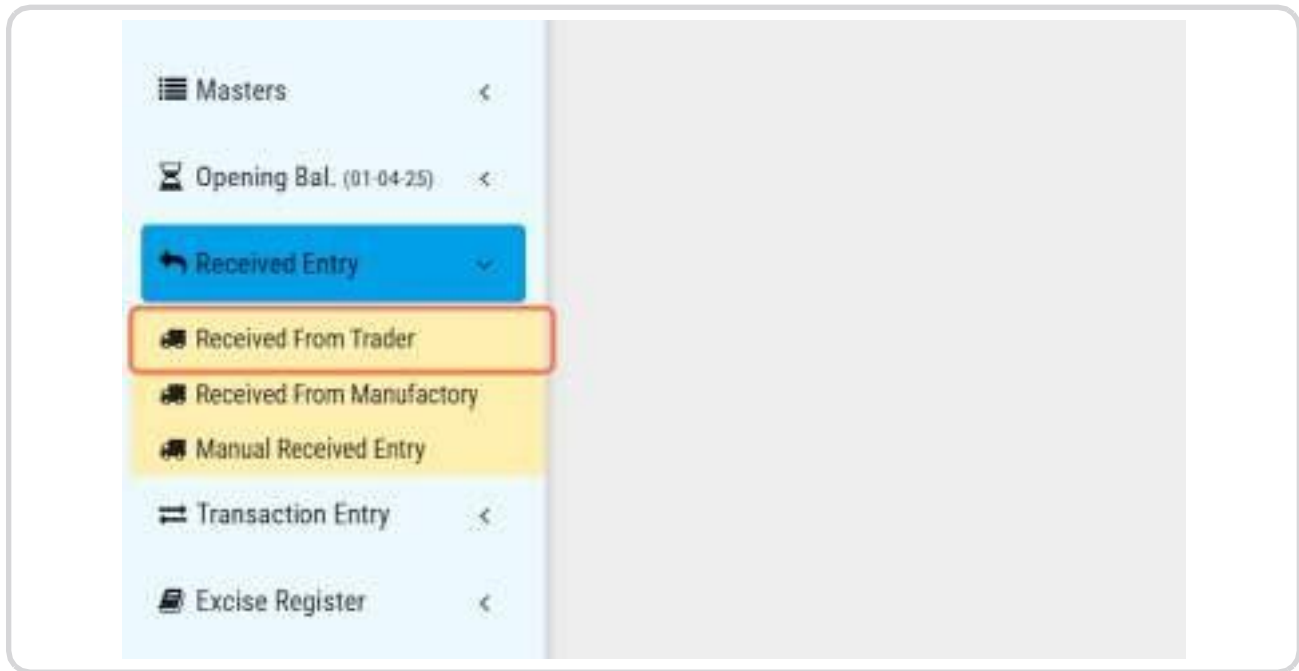 Masters
Opening Bal. (01-04-25)
Received Entry
Received From Trader
Received From Manufactory
Manual Received Entry
Transaction Entry
Excise Register